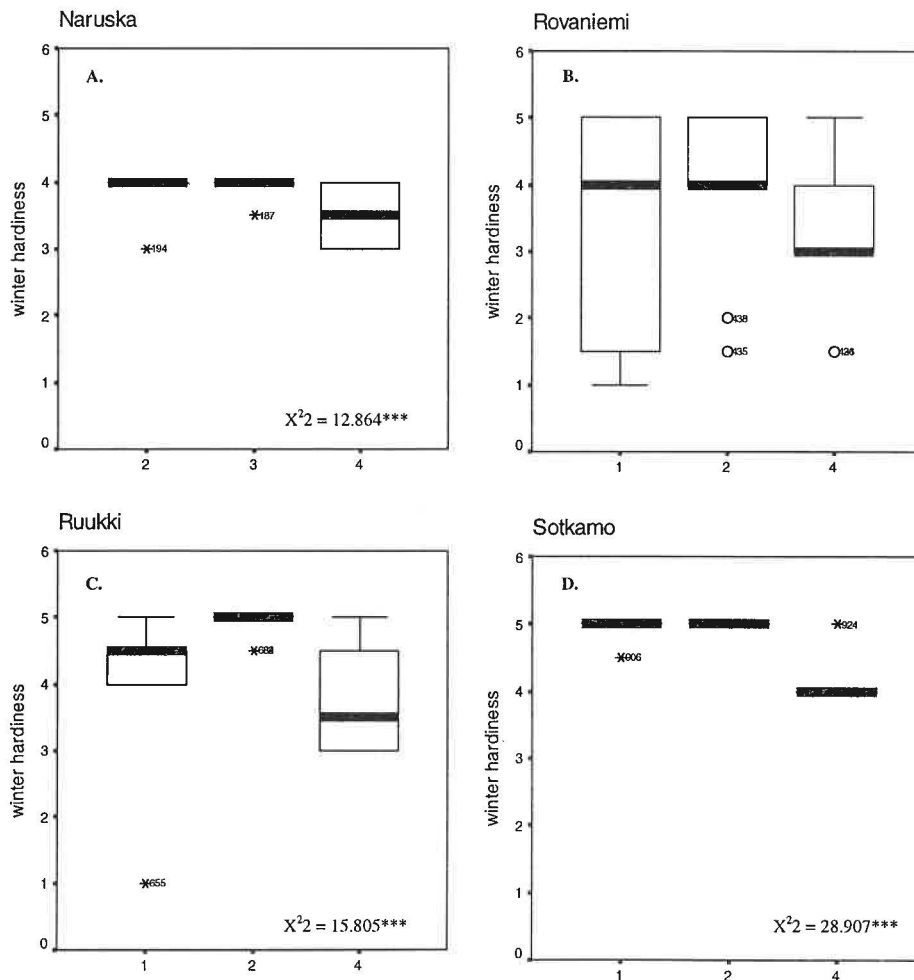 Naruska
A.
winter hardiness
6
5
4
3
2
1
0
194
187
X²2 = 12.864***
2 3 4
Rovaniemi
B.
winter hardiness
6
5
4
3
2
1
0
438
435
1 2 4
Ruukki
C.
winter hardiness
6
5
4
3
2
1
0
655
X²2 = 15.805***
1 2 4
Sotkamo
D.
winter hardiness
6
5
4
3
2
1
0
906
924
X²2 = 28.907***
1 2 4